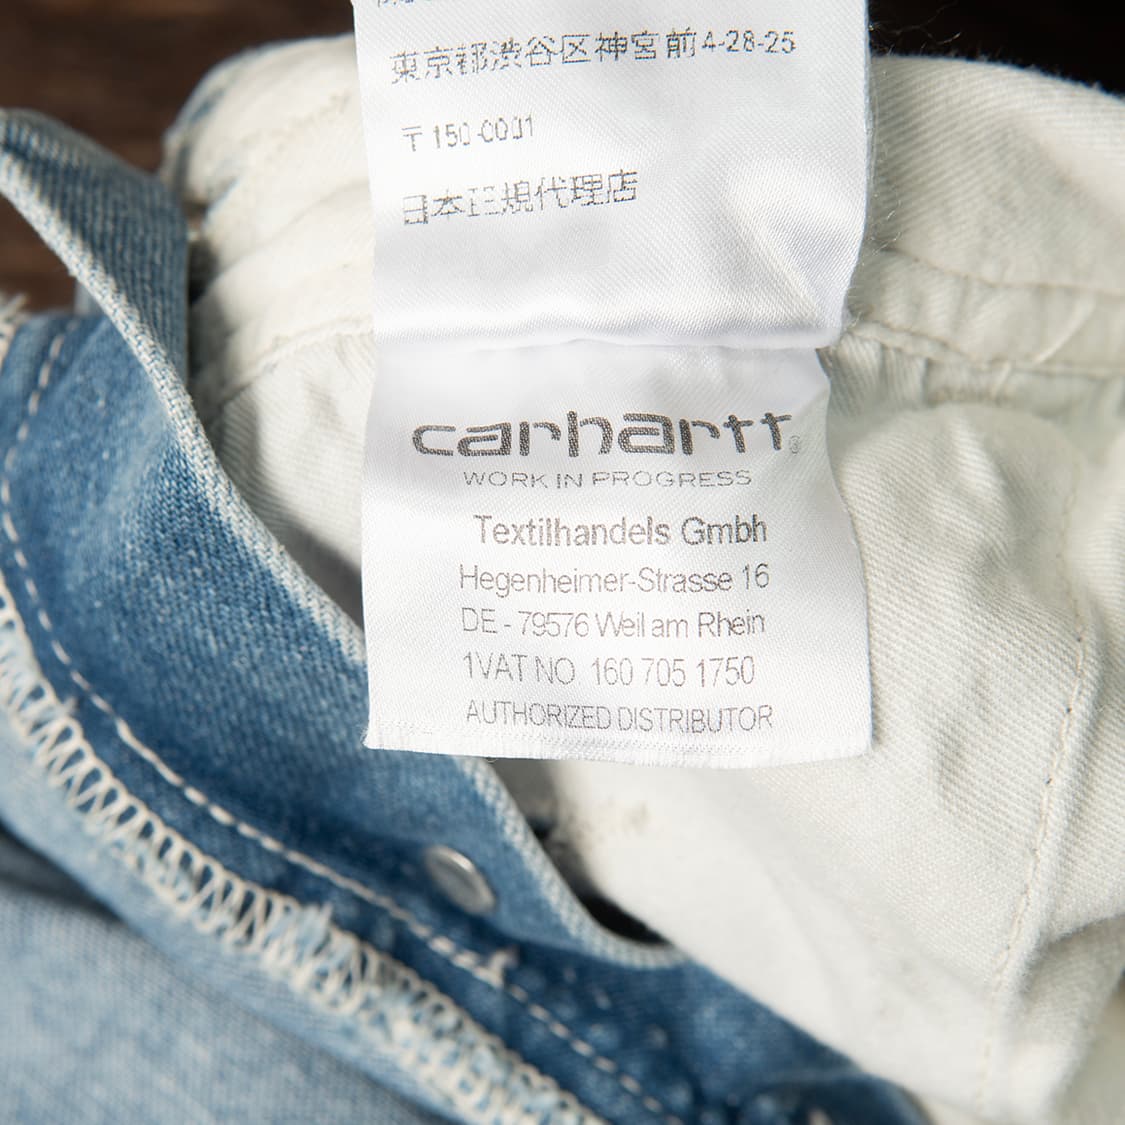 東京都渋谷区神宮前4-28-25
〒150-0001
日本正規代理店
carhartt®
WORK IN PROGRESS
Textilhandels Gmbh
Hegenheimer-Strasse 16
DE - 79576 Weil am Rhein
1VAT NO 160 705 1750
AUTHORIZED DISTRIBUTOR